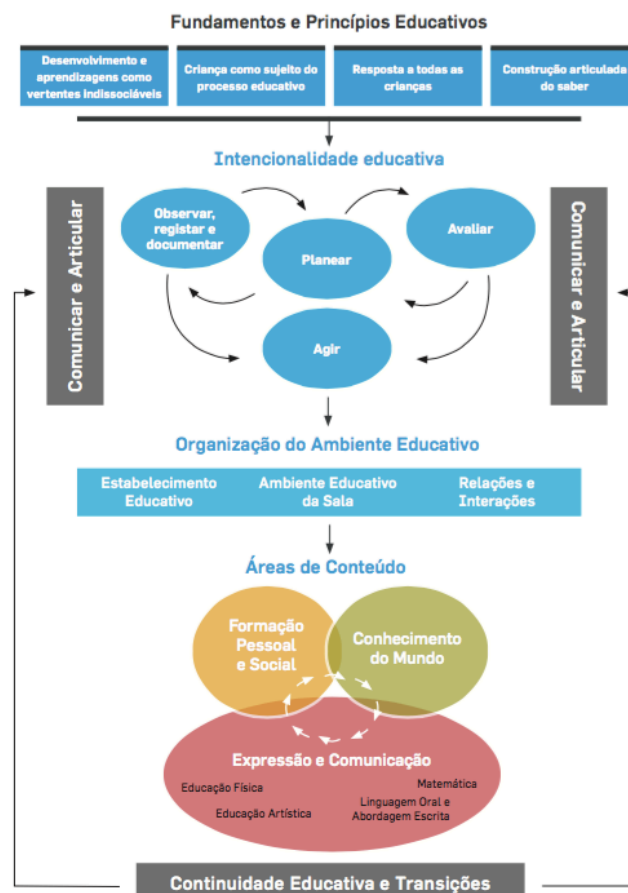 Fundamentos e Princípios Educativos
Desenvolvimento e
aprendizagens como
vertentes indissociáveis
Criança como sujeito do
processo educativo
Resposta a todas as
crianças
Construção articulada
do saber
Intencionalidade educativa
Comunicar e Articular
Observar,
registar e
documentar
Planear
Avaliar
Agir
Comunicar e Articular
Organização do Ambiente Educativo
Estabelecimento
Educativo
Ambiente Educativo
da Sala
Relações e
Interações
Áreas de Conteúdo
Formação
Pessoal
e Social
Conhecimento
do Mundo
Expressão e Comunicação
Educação Física
Matemática
Educação Artística
Linguagem Oral e
Abordagem Escrita
Continuidade Educativa e Transições